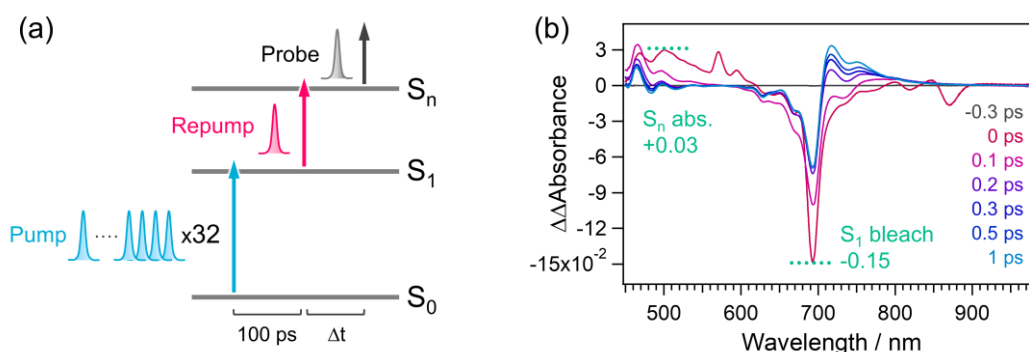 (a)
Probe
Sn
Repump
S1
Pump
x32
S0
100 ps
Δt
(b)
ΔΔAbsorbance
3
0
-3
-6
-9
-12
-15x10-2
Sn abs.
+0.03
S1 bleach
-0.15
-0.3 ps
0 ps
0.1 ps
0.2 ps
0.3 ps
0.5 ps
1 ps
500 600 700 800 900
Wavelength / nm